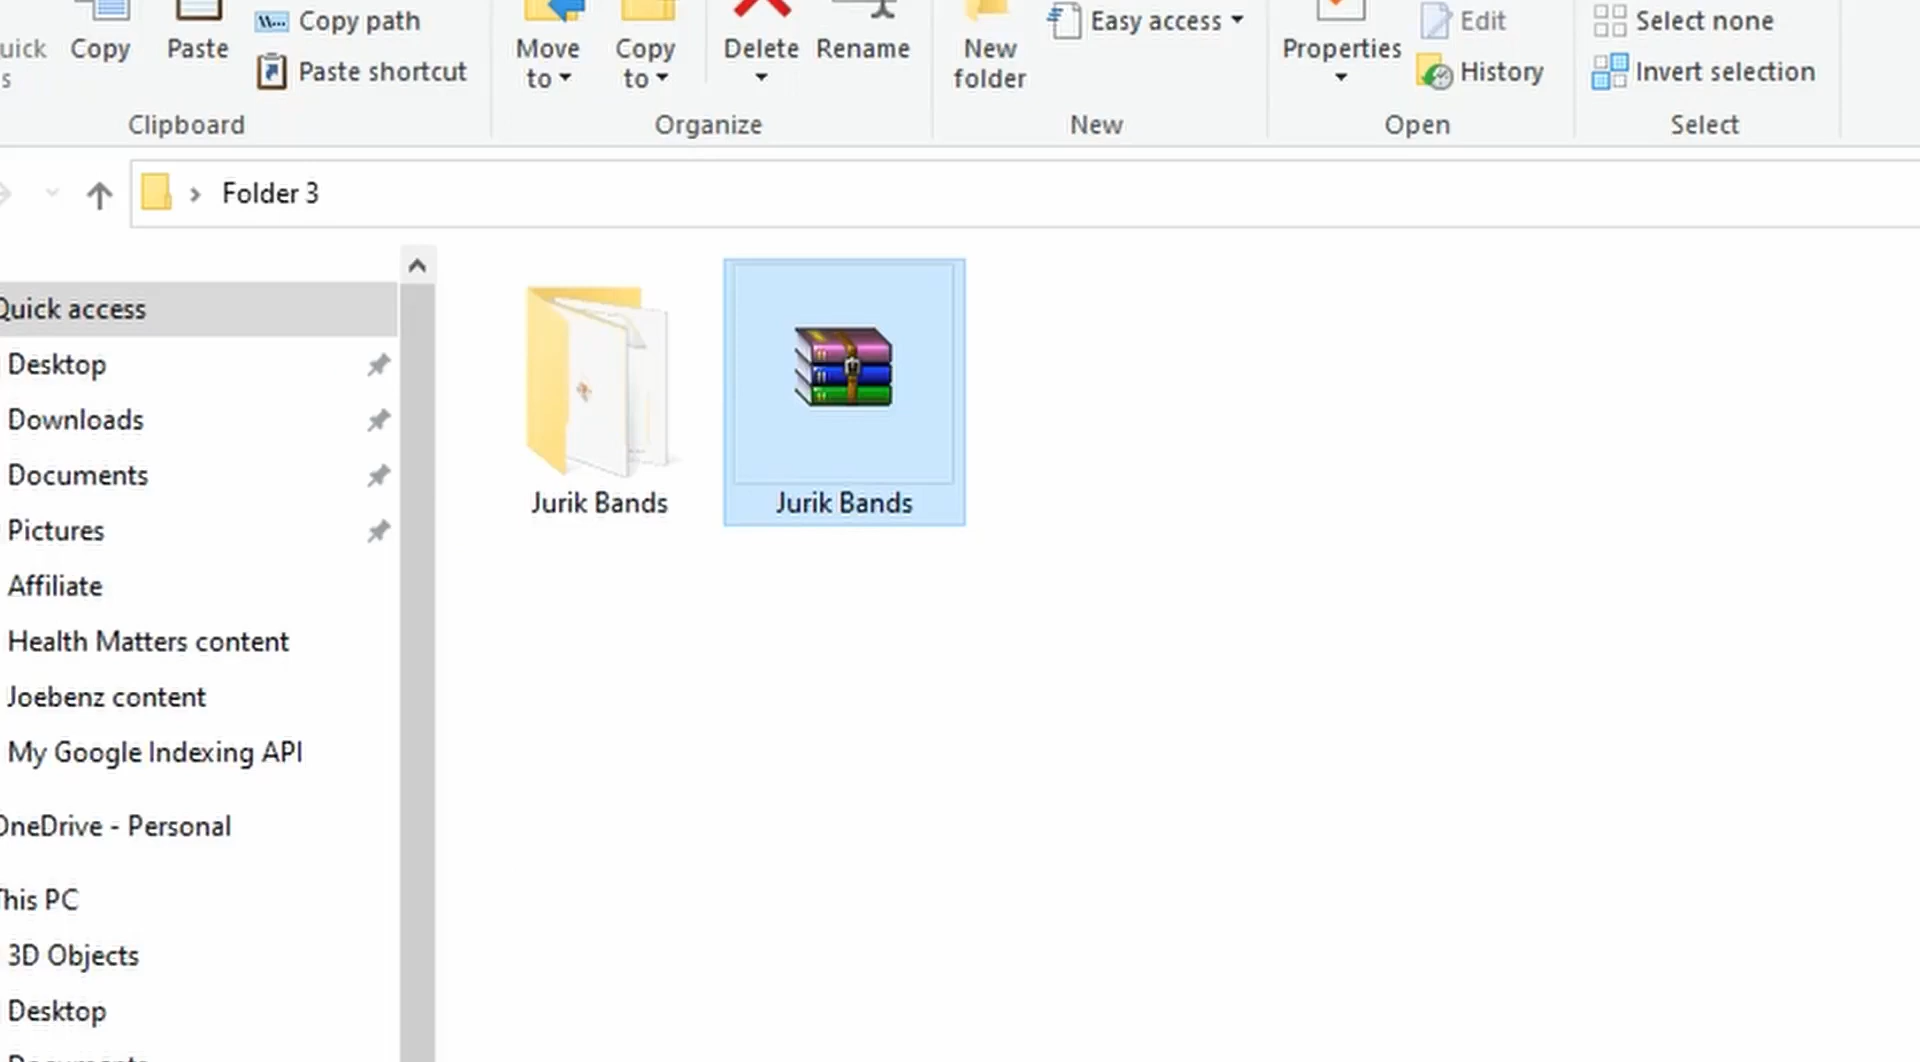 Copy
Paste
Copy path
Paste shortcut
Clipboard
Move
to
Copy
to
Delete
Rename
Organize
New
folder
Easy access
New
Properties
Edit
History
Open
Select none
Invert selection
Select
Folder 3
Quick access
Desktop
Downloads
Documents
Pictures
Affiliate
Health Matters content
Joebenz content
My Google Indexing API
OneDrive - Personal
This PC
3D Objects
Desktop
Jurik Bands
Jurik Bands